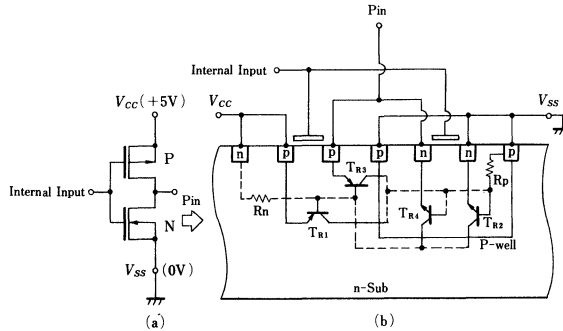 Pin
Internal Input
VCC (+5V)
VCC
VSS
P
n p p p n n p
TR3
Rp
Internal Input
Pin
Rn
TR4
TR2
N
TR1
P-well
VSS (0V)
n-Sub
(a)
(b)